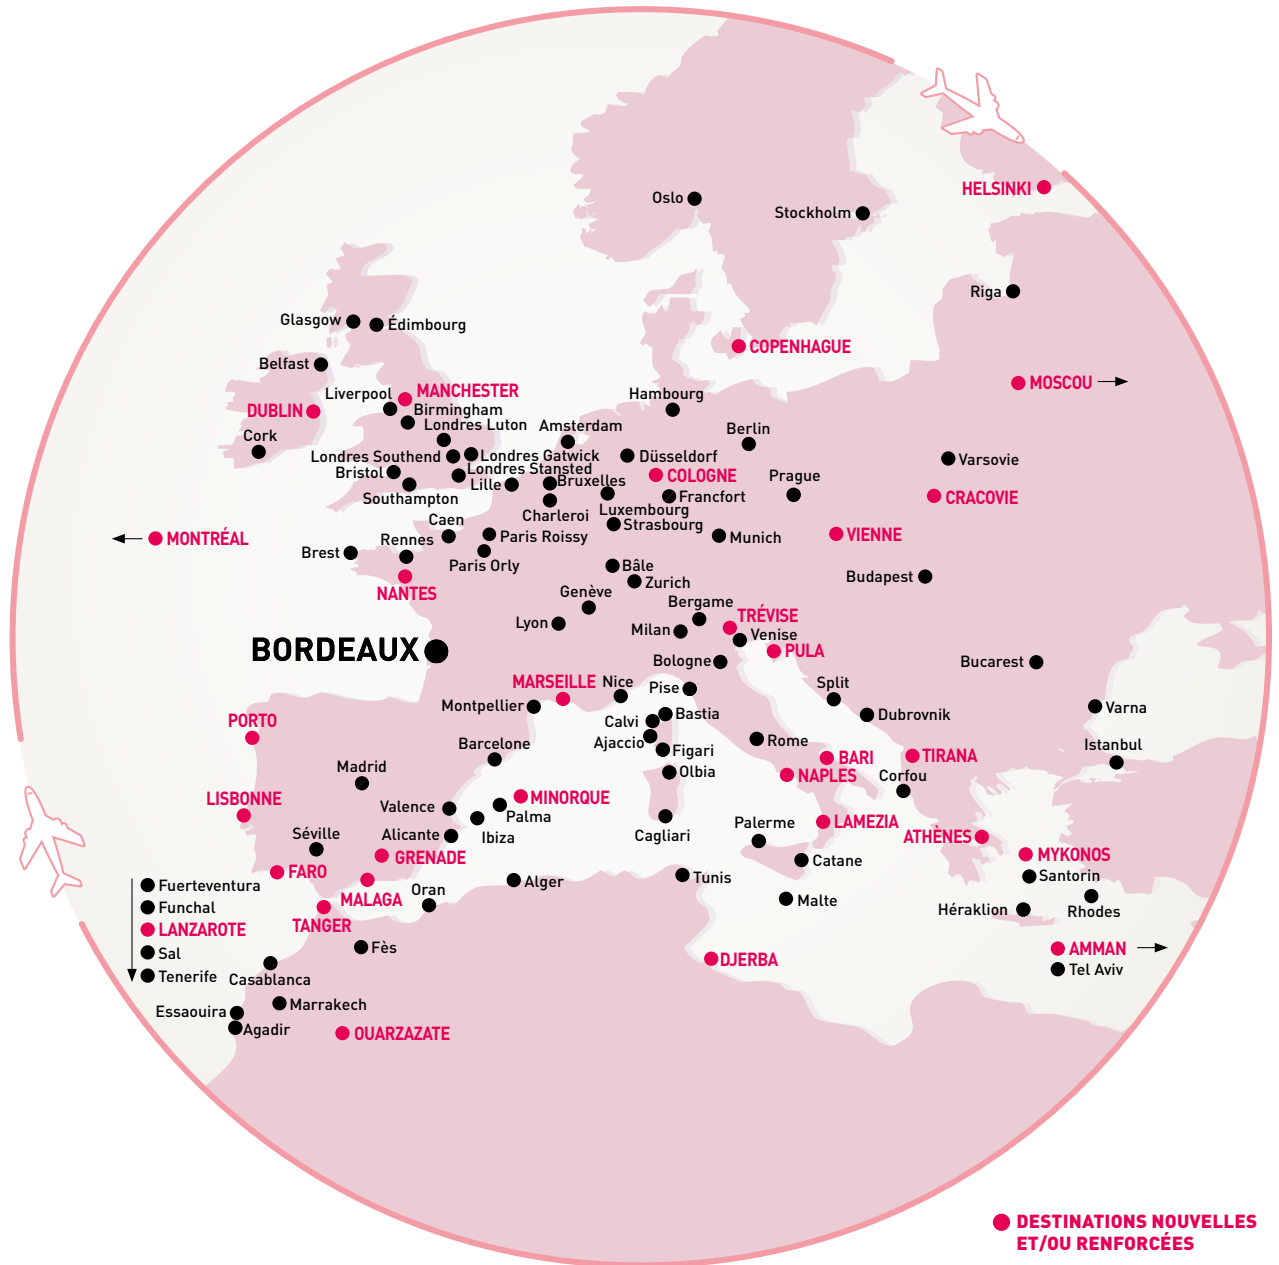 HELSINKI
Oslo
Stockholm
Riga
Glasgow
Édimbourg
COPENHAGUE
Belfast
MOSCOU
Liverpool
MANCHESTER
Hambourg
DUBLIN
Birmingham
Londres Luton
Amsterdam
Berlin
Cork
Londres Southend
Londres Gatwick
Düsseldorf
Varsovie
Bristol
Londres Stansted
COLOGNE
Prague
Lille
Bruxelles
Southampton
Francfort
CRACOVIE
Charleroi
Luxembourg
Caen
Strasbourg
MONTRÉAL
Rennes
Paris Roissy
Munich
VIENNE
Brest
Paris Orly
Bâle
Budapest
Zurich
NANTES
Genève
Bergame
TRÉVISE
Lyon
Milan
Venise
BORDEAUX
PULA
Bologne
Bucarest
MARSEILLE
Nice
Pise
Split
Montpellier
Bastia
Varna
PORTO
Calvi
Dubrovnik
Ajaccio
Rome
Barcelone
Figari
Istanbul
BARI
TIRANA
Madrid
Olbia
NAPLES
Corfou
LISBONNE
MINORQUE
Valence
Palma
Séville
Alicante
Ibiza
Cagliari
Palerme
LAMEZIA
ATHÈNES
GRENADE
MYKONOS
Catane
FARO
Santorin
Fuerteventura
Oran
Alger
Tunis
MALAGA
Malte
Funchal
Héraklion
Rhodes
LANZAROTE
TANGER
Sal
Fès
AMMAN
DJERBA
Tel Aviv
Tenerife
Casablanca
Essaouira
Marrakech
Agadir
OUARZAZATE
DESTINATIONS NOUVELLES
ET/OU RENFORCÉES